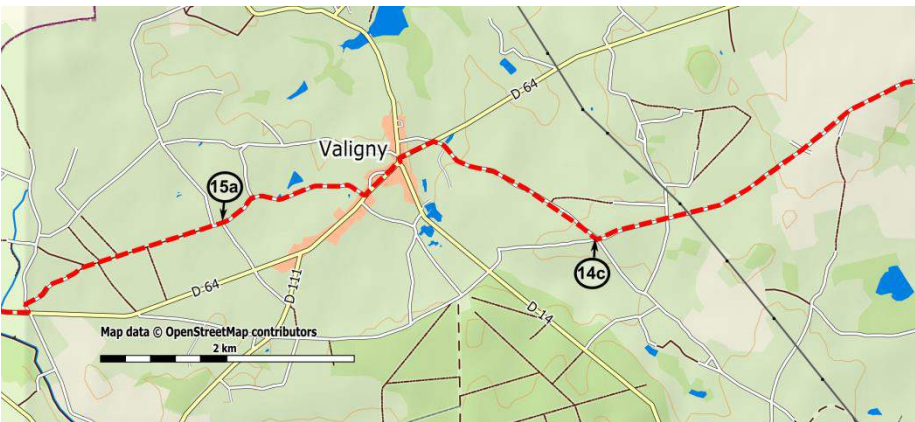 D 64
Valigny
15a
14c
D 64
D 111
D 14
Map data © OpenStreetMap contributors
2 km